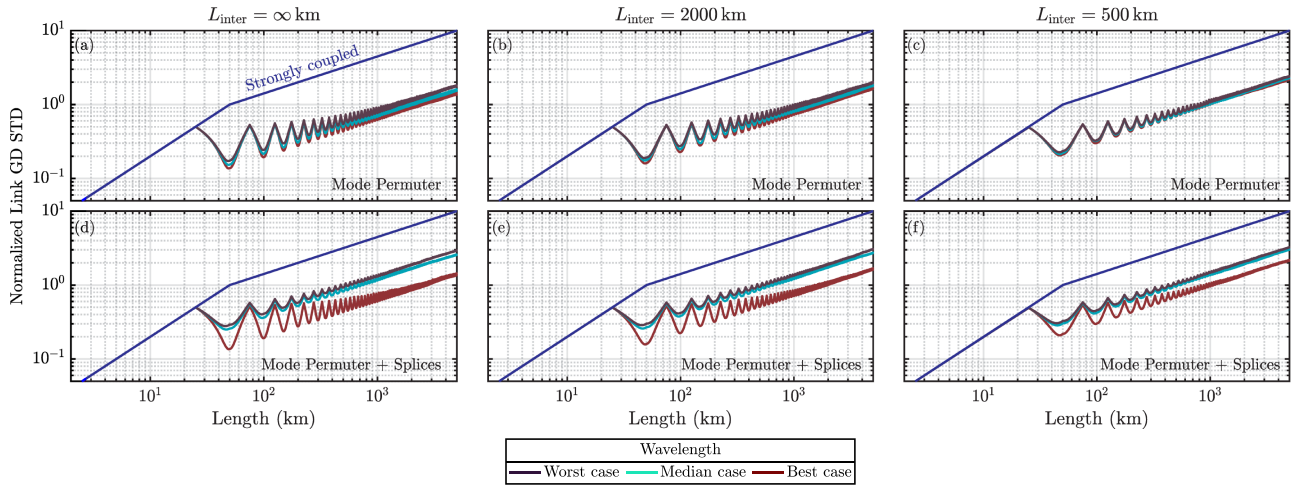 L_inter = ∞ km
L_inter = 2000 km
L_inter = 500 km
Normalized Link GD STD
10^1
10^0
10^-1
(a)
Strongly coupled
Mode Permuter
(b)
Mode Permuter
(c)
Mode Permuter
10^1
10^0
10^-1
(d)
Mode Permuter + Splices
(e)
Mode Permuter + Splices
(f)
Mode Permuter + Splices
10^1 10^2 10^3
10^1 10^2 10^3
10^1 10^2 10^3
Length (km)
Length (km)
Length (km)
Wavelength
Worst case Median case Best case